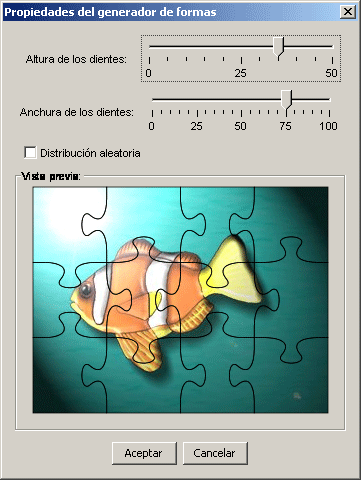 Propiedades del generador de formas
Altura de los dientes:
0 25 50
Anchura de los dientes:
0 25 50 75 100
Distribución aleatoria
Vista previa:
Aceptar Cancelar